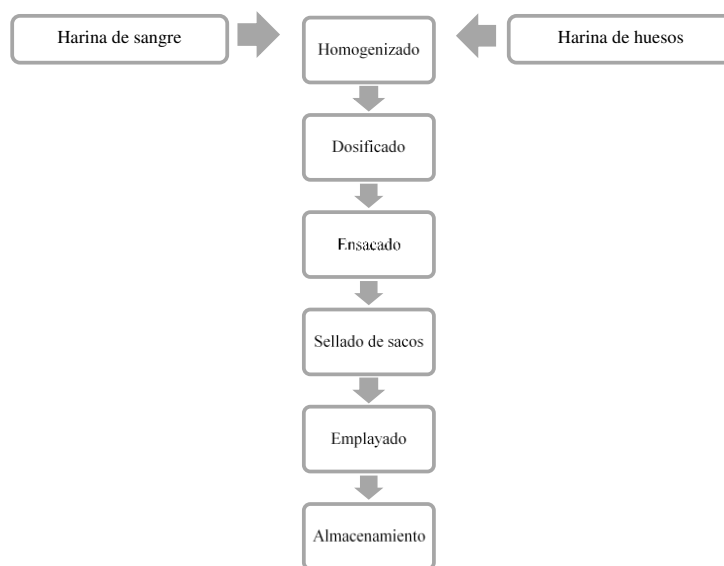 Harina de sangre
Harina de huesos
Homogenizado
Dosificado
Ensacado
Sellado de sacos
Emplayado
Almacenamiento